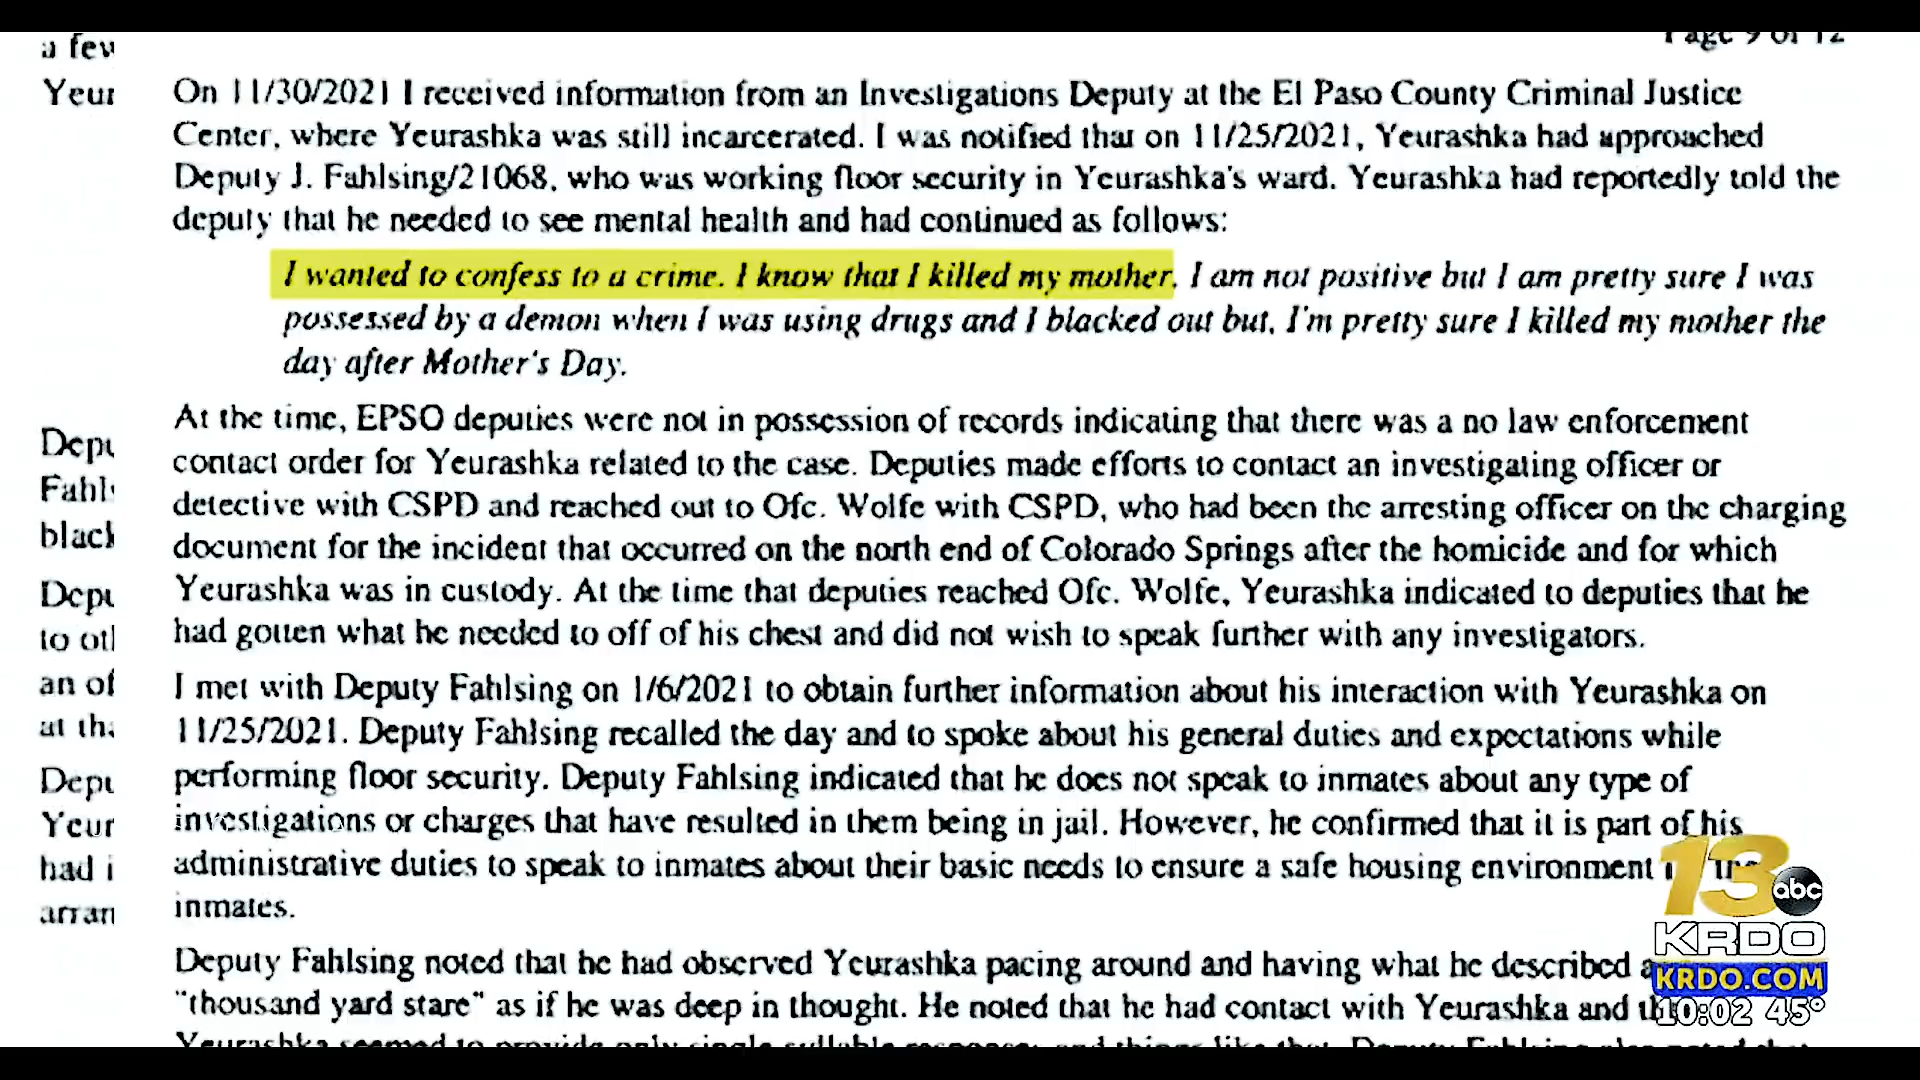 a few
Page 9 of 12
Yeur
On 11/30/2021 I received information from an Investigations Deputy at the El Paso County Criminal Justice
Center, where Yeurashka was still incarcerated. I was notified that on 11/25/2021, Yeurashka had approached
Deputy J. Fahlsing/21068, who was working floor security in Yeurashka's ward. Yeurashka had reportedly told the
deputy that he needed to see mental health and had continued as follows:
I wanted to confess to a crime. I know that I killed my mother. I am not positive but I am pretty sure I was
possessed by a demon when I was using drugs and I blacked out but, I'm pretty sure I killed my mother the
day after Mother's Day.
At the time, EPSO deputies were not in possession of records indicating that there was a no law enforcement
contact order for Yeurashka related to the case. Deputies made efforts to contact an investigating officer or
detective with CSPD and reached out to Ofc. Wolfe with CSPD, who had been the arresting officer on the charging
document for the incident that occurred on the north end of Colorado Springs after the homicide and for which
Yeurashka was in custody. At the time that deputies reached Ofc. Wolfe, Yeurashka indicated to deputies that he
had gotten what he needed to off of his chest and did not wish to speak further with any investigators.
I met with Deputy Fahlsing on 1/6/2021 to obtain further information about his interaction with Yeurashka on
11/25/2021. Deputy Fahlsing recalled the day and to spoke about his general duties and expectations while
performing floor security. Deputy Fahlsing indicated that he does not speak to inmates about any type of
investigations or charges that have resulted in them being in jail. However, he confirmed that it is part of his
administrative duties to speak to inmates about their basic needs to ensure a safe housing environment
inmates.
Deputy Fahlsing noted that he had observed Yeurashka pacing around and having what he described
"thousand yard stare" as if he was deep in thought. He noted that he had contact with Yeurashka and
Yeurashka seemed to provide only single syllable
Depu
Fahl
black
Depu
to ot
an of
at tha
Depu
Yeur
had i
arran
13 abc
KRDO
KRDO.COM
10:02 45°